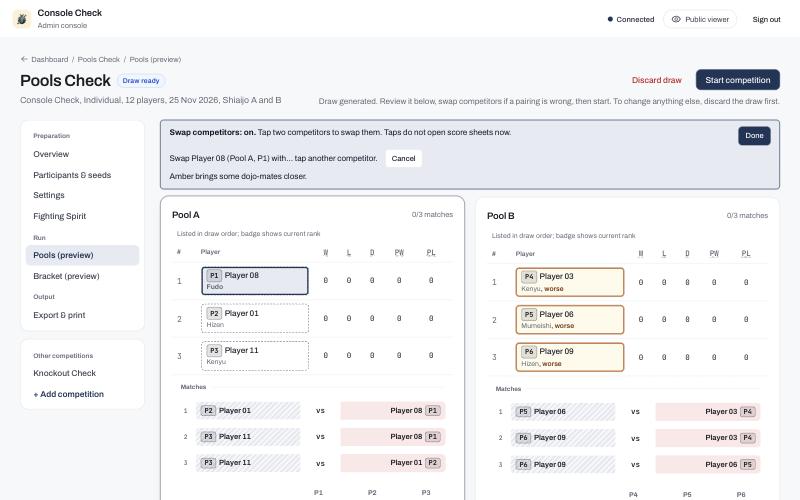 Console Check
Admin console
Connected
Public viewer
Sign out
← Dashboard / Pools Check / Pools (preview)
Pools Check
Draw ready
Discard draw
Start competition
Console Check, Individual, 12 players, 25 Nov 2026, Shiaijo A and B
Draw generated. Review it below, swap competitors if a pairing is wrong, then start. To change anything else, discard the draw first.
Preparation
Overview
Participants & seeds
Settings
Fighting Spirit
Run
Pools (preview)
Bracket (preview)
Output
Export & print
Other competitions
Knockout Check
+ Add competition
Swap competitors: on. Tap two competitors to swap them. Taps do not open score sheets now.
Done
Swap Player 08 (Pool A, P1) with... tap another competitor.
Cancel
Amber brings some dojo-mates closer.
Pool A
0/3 matches
Listed in draw order; badge shows current rank
# Player W L D PW PL
1 P1 Player 08 0 0 0 0 0
Fudo
2 P2 Player 01 0 0 0 0 0
Hizen
3 P3 Player 11 0 0 0 0 0
Kenyu
Matches
1 P2 Player 01 vs Player 08 P1
2 P3 Player 11 vs Player 08 P1
3 P3 Player 11 vs Player 01 P2
P1 P2 P3
Pool B
0/3 matches
Listed in draw order; badge shows current rank
# Player W L D PW PL
1 P4 Player 03 0 0 0 0 0
Kenyu, worse
2 P5 Player 06 0 0 0 0 0
Mumeishi, worse
3 P6 Player 09 0 0 0 0 0
Hizen, worse
Matches
1 P5 Player 06 vs Player 03 P4
2 P6 Player 09 vs Player 03 P4
3 P6 Player 09 vs Player 06 P5
P4 P5 P6